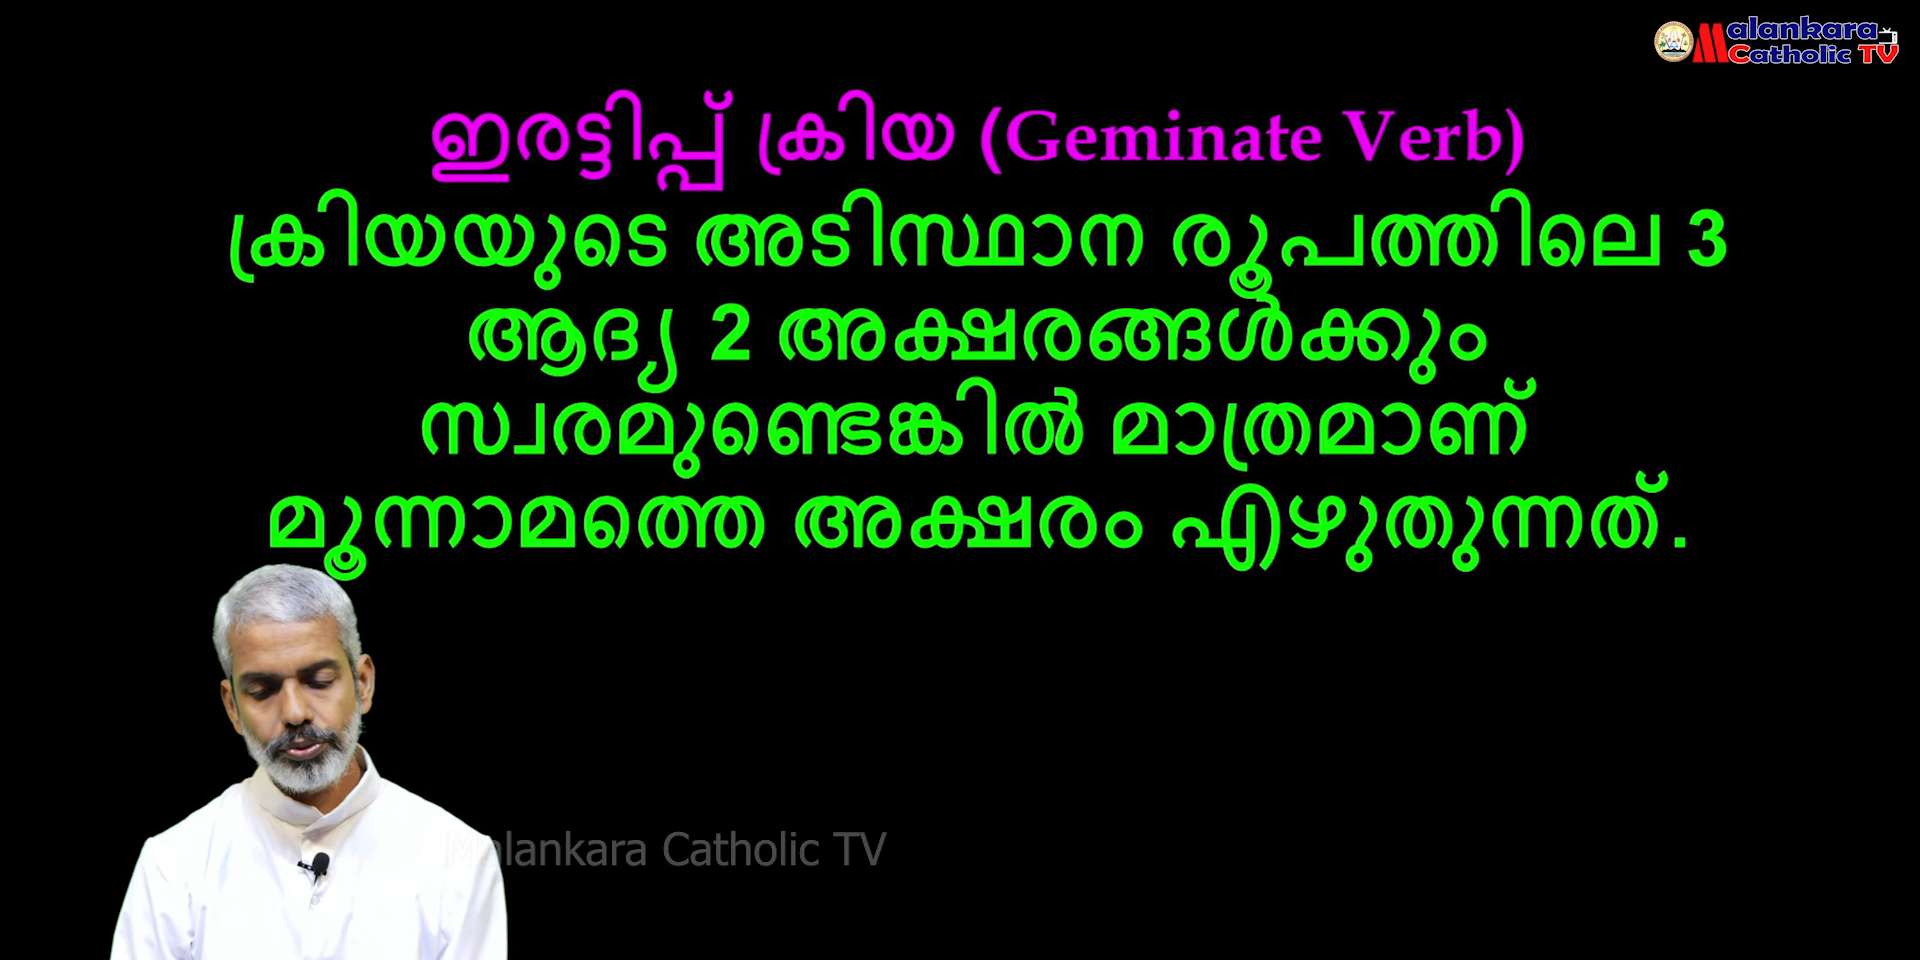 Malankara
Catholic TV
ഇരട്ടിപ്പ് ക്രിയ (Geminate Verb)
ക്രിയയുടെ അടിസ്ഥാന രൂപത്തിലെ 3
ആദ്യ 2 അക്ഷരങ്ങൾക്കും
സ്വരമുണ്ടെങ്കിൽ മാത്രമാണ്
മൂന്നാമത്തെ അക്ഷരം എഴുതുന്നത്.
Malankara Catholic TV